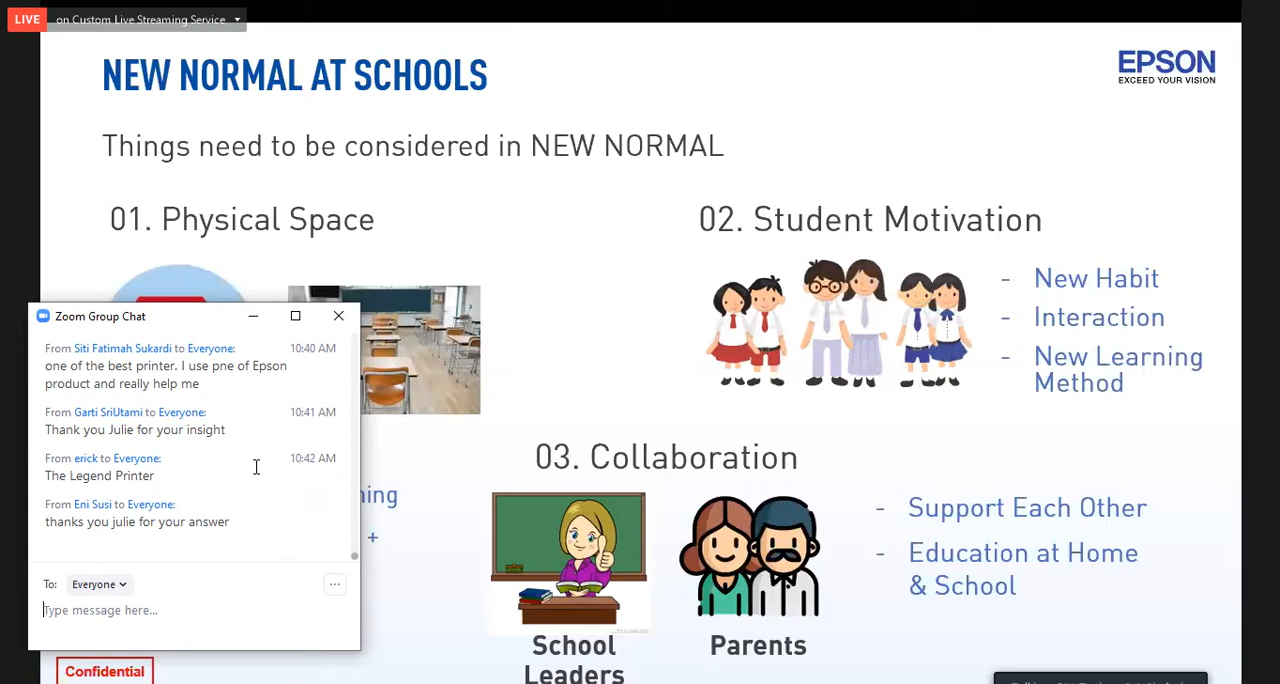 LIVE on Custom Live Streaming Service
NEW NORMAL AT SCHOOLS
EPSON
EXCEED YOUR VISION
Things need to be considered in NEW NORMAL
01. Physical Space
02. Student Motivation
- New Habit
- Interaction
- New Learning
Method
Zoom Group Chat
From Siti Fatimah Sukardi to Everyone: 10:40 AM
one of the best printer. I use pne of Epson
product and really help me
From Garti SriUtami to Everyone: 10:41 AM
Thank you Julie for your insight
From erick to Everyone: 10:42 AM
The Legend Printer
From Eni Susi to Everyone:
thanks you julie for your answer
To: Everyone
Type message here...
ning
+
03. Collaboration
- Support Each Other
- Education at Home
& School
School
Leaders
Parents
Confidential